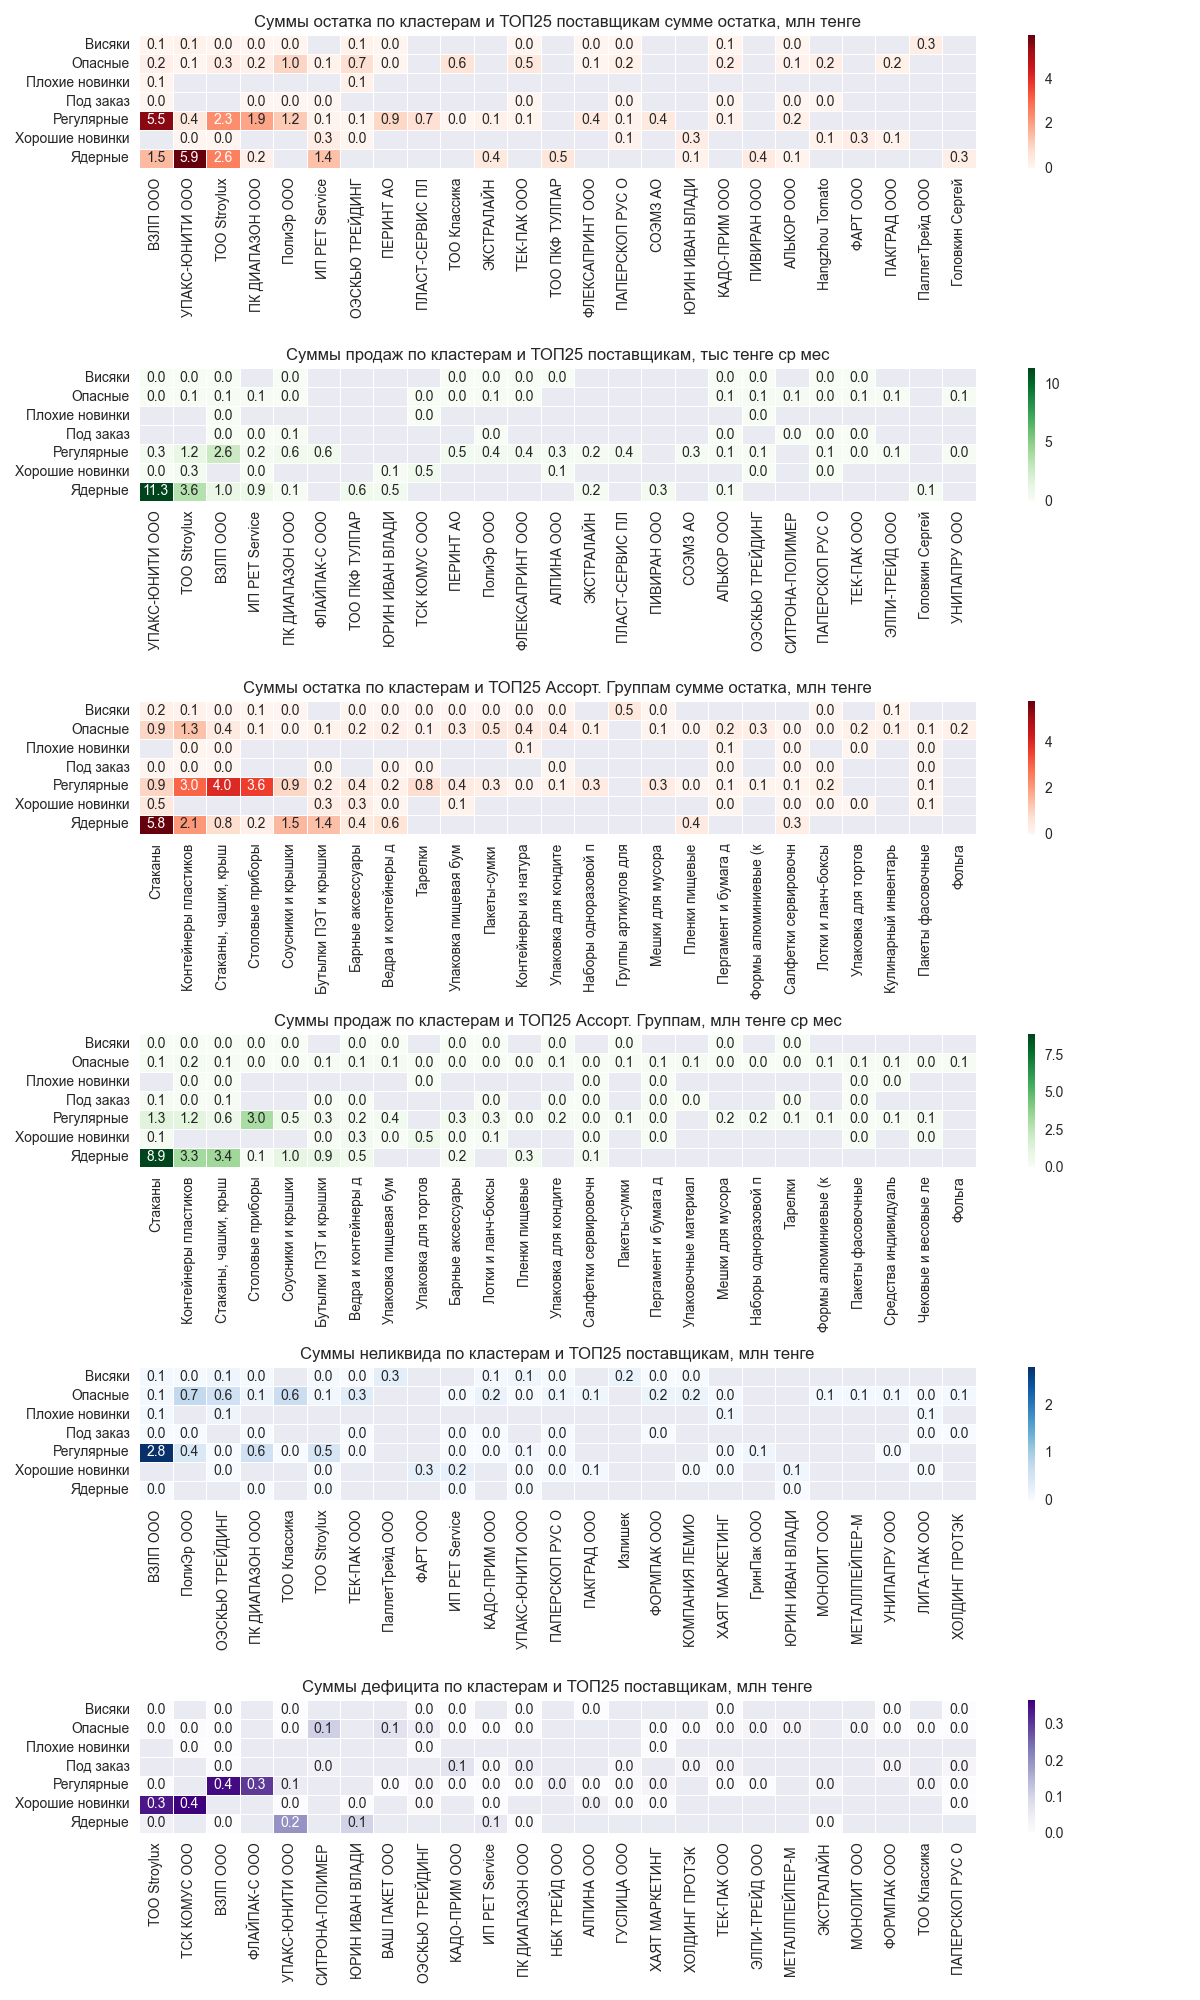 Суммы остатка по кластерам и ТОП25 поставщикам сумме остатка, млн тенге
Висяки 0.1 0.1 0.0 0.0 0.0 0.1 0.0 0.0 0.0 0.0 0.1 0.0 0.3
Опасные 0.2 0.1 0.3 0.2 1.0 0.1 0.7 0.0 0.6 0.5 0.1 0.2 0.2 0.1 0.2 0.2
Плохие новинки 0.1 0.1
Под заказ 0.0 0.0 0.0 0.0 0.0 0.0 0.0 0.0 0.0
Регулярные 5.5 0.4 2.3 1.9 1.2 0.1 0.1 0.9 0.7 0.0 0.1 0.1 0.4 0.1 0.4 0.1 0.2
Хорошие новинки 0.0 0.0 0.3 0.0 0.1 0.3 0.1 0.3 0.1
Ядерные 1.5 5.9 2.6 0.2 1.4 0.4 0.5 0.1 0.4 0.1 0.3
4
2
0
ВЗЛП ООО
УПАКС-ЮНИТИ ООО
ТОО Stroylux
ПК ДИАПАЗОН ООО
ПолиЭр ООО
ИП РЕТ Service
ОЭСКЬЮ ТРЕЙДИНГ
ПЕРИНТ АО
ПЛАСТ-СЕРВИС ПЛ
ТОО Классика
ЭКСТРАЛАЙН
ТЕК-ПАК ООО
ТОО ПКФ ТУЛПАР
ФЛЕКСАПРИНТ ООО
ПАПЕРСКОП РУС О
СОЭМЗ АО
ЮРИН ИВАН ВЛАДИ
КАДО-ПРИМ ООО
ПИВИРАН ООО
АЛЬКОР ООО
Hangzhou Tomato
ФАРТ ООО
ПАКГРАД ООО
ПаллетТрейд ООО
Головкин Сергей
Суммы продаж по кластерам и ТОП25 поставщикам, тыс тенге ср мес
Висяки 0.0 0.0 0.0 0.0 0.0 0.0 0.0 0.0 0.0 0.0 0.0 0.0
Опасные 0.0 0.1 0.1 0.1 0.0 0.0 0.0 0.1 0.0 0.1 0.1 0.1 0.0 0.1 0.1 0.1
Плохие новинки 0.0 0.0 0.0
Под заказ 0.0 0.0 0.1 0.0 0.0 0.0 0.0 0.0
Регулярные 0.3 1.2 2.6 0.2 0.6 0.6 0.5 0.4 0.4 0.3 0.2 0.4 0.3 0.1 0.1 0.1 0.0 0.1 0.0
Хорошие новинки 0.0 0.3 0.0 0.1 0.5 0.1 0.0 0.0
Ядерные 11.3 3.6 1.0 0.9 0.1 0.6 0.5 0.2 0.3 0.1 0.1
10
5
0
УПАКС-ЮНИТИ ООО
ТОО Stroylux
ВЗЛП ООО
ИП РЕТ Service
ПК ДИАПАЗОН ООО
ФЛАЙПАК-С ООО
ТОО ПКФ ТУЛПАР
ЮРИН ИВАН ВЛАДИ
ТСК КОМУС ООО
ПЕРИНТ АО
ПолиЭр ООО
ФЛЕКСАПРИНТ ООО
АЛПИНА ООО
ЭКСТРАЛАЙН
ПЛАСТ-СЕРВИС ПЛ
ПИВИРАН ООО
СОЭМЗ АО
АЛЬКОР ООО
ОЭСКЬЮ ТРЕЙДИНГ
СИТРОНА-ПОЛИМЕР
ПАПЕРСКОП РУС О
ТЕК-ПАК ООО
ЭЛПИ-ТРЕЙД ООО
Головкин Сергей
УНИПАПРУ ООО
Суммы остатка по кластерам и ТОП25 Ассорт. Группам сумме остатка, млн тенге
Висяки 0.2 0.1 0.0 0.1 0.0 0.0 0.0 0.0 0.0 0.0 0.0 0.0 0.5 0.0 0.0 0.1
Опасные 0.9 1.3 0.4 0.1 0.0 0.1 0.2 0.2 0.1 0.3 0.5 0.4 0.4 0.1 0.1 0.0 0.2 0.3 0.0 0.0 0.2 0.1 0.1 0.2
Плохие новинки 0.0 0.0 0.1 0.1 0.0 0.0 0.0
Под заказ 0.0 0.0 0.0 0.0 0.0 0.0 0.0 0.0 0.0 0.0 0.0
Регулярные 0.9 3.0 4.0 3.6 0.9 0.2 0.4 0.2 0.8 0.4 0.3 0.0 0.1 0.3 0.3 0.0 0.1 0.1 0.1 0.2 0.1
Хорошие новинки 0.5 0.3 0.3 0.0 0.1 0.0 0.0 0.0 0.0 0.1
Ядерные 5.8 2.1 0.8 0.2 1.5 1.4 0.4 0.6 0.4 0.3
4
2
0
Стаканы
Контейнеры пластиков
Стаканы, чашки, крыш
Столовые приборы
Соусники и крышки
Бутылки ПЭТ и крышки
Барные аксессуары
Ведра и контейнеры д
Тарелки
Упаковка пищевая бум
Пакеты-сумки
Контейнеры из натура
Упаковка для кондите
Наборы одноразовой п
Группы артикулов для
Мешки для мусора
Пленки пищевые
Пергамент и бумага д
Формы алюминиевые (к
Салфетки сервировочн
Лотки и ланч-боксы
Упаковка для тортов
Кулинарный инвентарь
Пакеты фасовочные
Фольга
Суммы продаж по кластерам и ТОП25 Ассорт. Группам, млн тенге ср мес
Висяки 0.0 0.0 0.0 0.0 0.0 0.0 0.0 0.0 0.0 0.0 0.0 0.0 0.0
Опасные 0.1 0.2 0.1 0.0 0.0 0.1 0.1 0.1 0.0 0.0 0.0 0.0 0.1 0.0 0.1 0.1 0.1 0.0 0.0 0.0 0.1 0.1 0.1 0.0 0.1
Плохие новинки 0.0 0.0 0.0 0.0 0.0 0.0 0.0
Под заказ 0.1 0.0 0.1 0.0 0.0 0.0 0.0 0.0 0.0 0.0 0.0 0.0
Регулярные 1.3 1.2 0.6 3.0 0.5 0.3 0.2 0.4 0.3 0.3 0.0 0.2 0.0 0.1 0.0 0.2 0.2 0.1 0.1 0.0 0.1 0.1
Хорошие новинки 0.1 0.0 0.3 0.0 0.5 0.0 0.1 0.0 0.0 0.0 0.0
Ядерные 8.9 3.3 3.4 0.1 1.0 0.9 0.5 0.2 0.3 0.1
7.5
5.0
2.5
0.0
Стаканы
Контейнеры пластиков
Стаканы, чашки, крыш
Столовые приборы
Соусники и крышки
Бутылки ПЭТ и крышки
Ведра и контейнеры д
Упаковка пищевая бум
Упаковка для тортов
Барные аксессуары
Лотки и ланч-боксы
Пленки пищевые
Упаковка для кондите
Салфетки сервировочн
Пакеты-сумки
Пергамент и бумага д
Упаковочные материал
Мешки для мусора
Наборы одноразовой п
Тарелки
Формы алюминиевые (к
Пакеты фасовочные
Средства индивидуаль
Чековые и весовые ле
Фольга
Суммы неликвида по кластерам и ТОП25 поставщикам, млн тенге
Висяки 0.1 0.0 0.1 0.0 0.0 0.0 0.3 0.0 0.1 0.0 0.2 0.0 0.0
Опасные 0.1 0.7 0.6 0.1 0.6 0.1 0.3 0.0 0.2 0.0 0.1 0.1 0.2 0.2 0.0 0.1 0.1 0.1 0.0 0.1
Плохие новинки 0.1 0.1 0.1 0.1
Под заказ 0.0 0.0 0.0 0.0 0.0 0.0 0.0 0.0 0.0 0.0
Регулярные 2.8 0.4 0.0 0.6 0.0 0.5 0.0 0.0 0.0 0.1 0.0 0.0 0.1 0.0
Хорошие новинки 0.0 0.0 0.3 0.2 0.0 0.0 0.1 0.0 0.0 0.1 0.0
Ядерные 0.0 0.0 0.0 0.0 0.0 0.0
2
1
0
ВЗЛП ООО
ПолиЭр ООО
ОЭСКЬЮ ТРЕЙДИНГ
ПК ДИАПАЗОН ООО
ТОО Классика
ТОО Stroylux
ТЕК-ПАК ООО
ПаллетТрейд ООО
ФАРТ ООО
ИП РЕТ Service
КАДО-ПРИМ ООО
УПАКС-ЮНИТИ ООО
ПАПЕРСКОП РУС О
ПАКГРАД ООО
Излишек
ФОРМПАК ООО
КОМПАНИЯ ЛЕМИО
ХАЯТ МАРКЕТИНГ
ГринПак ООО
ЮРИН ИВАН ВЛАДИ
МОНОЛИТ ООО
МЕТАЛЛПЕЙПЕР-М
УНИПАПРУ ООО
ЛИГА-ПАК ООО
ХОЛДИНГ ПРОТЭК
Суммы дефицита по кластерам и ТОП25 поставщикам, млн тенге
Висяки 0.0 0.0 0.0 0.0 0.0 0.0 0.0 0.0 0.0 0.0
Опасные 0.0 0.0 0.0 0.0 0.1 0.1 0.0 0.0 0.0 0.0 0.0 0.0 0.0 0.0 0.0 0.0 0.0 0.0 0.0
Плохие новинки 0.0 0.0 0.0 0.0
Под заказ 0.0 0.0 0.1 0.0 0.0 0.0 0.0 0.0 0.0 0.0
Регулярные 0.0 0.4 0.3 0.1 0.0 0.0 0.0 0.0 0.0 0.0 0.0 0.0 0.0 0.0 0.0 0.0 0.0 0.0
Хорошие новинки 0.3 0.4 0.0 0.0 0.0 0.0 0.0 0.0 0.0 0.0
Ядерные 0.0 0.0 0.2 0.1 0.1 0.0 0.0
0.3
0.2
0.1
0.0
ТОО Stroylux
ТСК КОМУС ООО
ВЗЛП ООО
ФЛАЙПАК-С ООО
УПАКС-ЮНИТИ ООО
СИТРОНА-ПОЛИМЕР
ЮРИН ИВАН ВЛАДИ
ВАШ ПАКЕТ ООО
ОЭСКЬЮ ТРЕЙДИНГ
КАДО-ПРИМ ООО
ИП РЕТ Service
ПК ДИАПАЗОН ООО
НБК ТРЕЙД ООО
АЛПИНА ООО
ГУСЛИЦА ООО
ХАЯТ МАРКЕТИНГ
ХОЛДИНГ ПРОТЭК
ТЕК-ПАК ООО
ЭЛПИ-ТРЕЙД ООО
МЕТАЛЛПЕЙПЕР-М
ЭКСТРАЛАЙН
МОНОЛИТ ООО
ФОРМПАК ООО
ТОО Классика
ПАПЕРСКОП РУС О